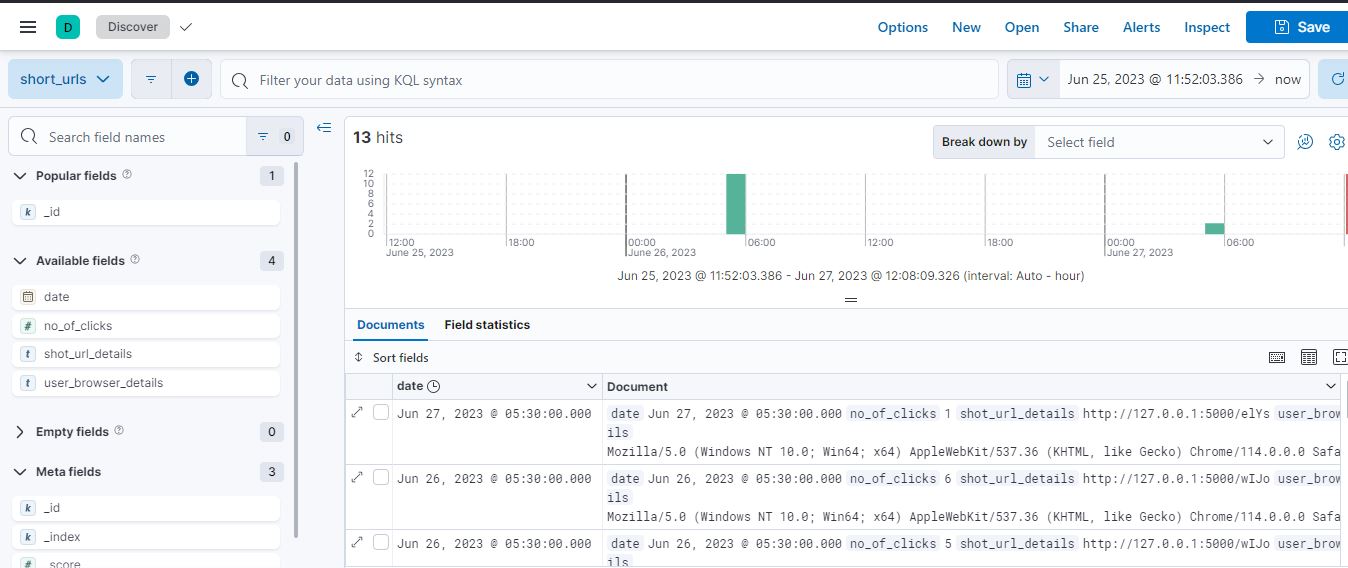 D Discover Options New Open Share Alerts Inspect Save
short_urls Filter your data using KQL syntax Jun 25, 2023 @ 11:52:03.386 → now
Search field names 0
13 hits
Break down by Select field
Popular fields 1
k _id
Available fields 4
date
# no_of_clicks
t shot_url_details
t user_browser_details
Empty fields 0
Meta fields 3
k _id
k _index
_score
12
10
8
6
4
2
0
12:00 18:00 00:00 06:00 12:00 18:00 00:00 06:00
June 25, 2023 June 26, 2023 June 27, 2023
Jun 25, 2023 @ 11:52:03.386 - Jun 27, 2023 @ 12:08:09.326 (interval: Auto - hour)
Documents Field statistics
Sort fields
date Document
Jun 27, 2023 @ 05:30:00.000 date Jun 27, 2023 @ 05:30:00.000 no_of_clicks 1 shot_url_details http://127.0.0.1:5000/elYs user_brow
ils
Mozilla/5.0 (Windows NT 10.0; Win64; x64) AppleWebKit/537.36 (KHTML, like Gecko) Chrome/114.0.0.0 Safa
Jun 26, 2023 @ 05:30:00.000 date Jun 26, 2023 @ 05:30:00.000 no_of_clicks 6 shot_url_details http://127.0.0.1:5000/wIJo user_brow
ils
Mozilla/5.0 (Windows NT 10.0; Win64; x64) AppleWebKit/537.36 (KHTML, like Gecko) Chrome/114.0.0.0 Safa
Jun 26, 2023 @ 05:30:00.000 date Jun 26, 2023 @ 05:30:00.000 no_of_clicks 5 shot_url_details http://127.0.0.1:5000/wIJo user_brow
ils